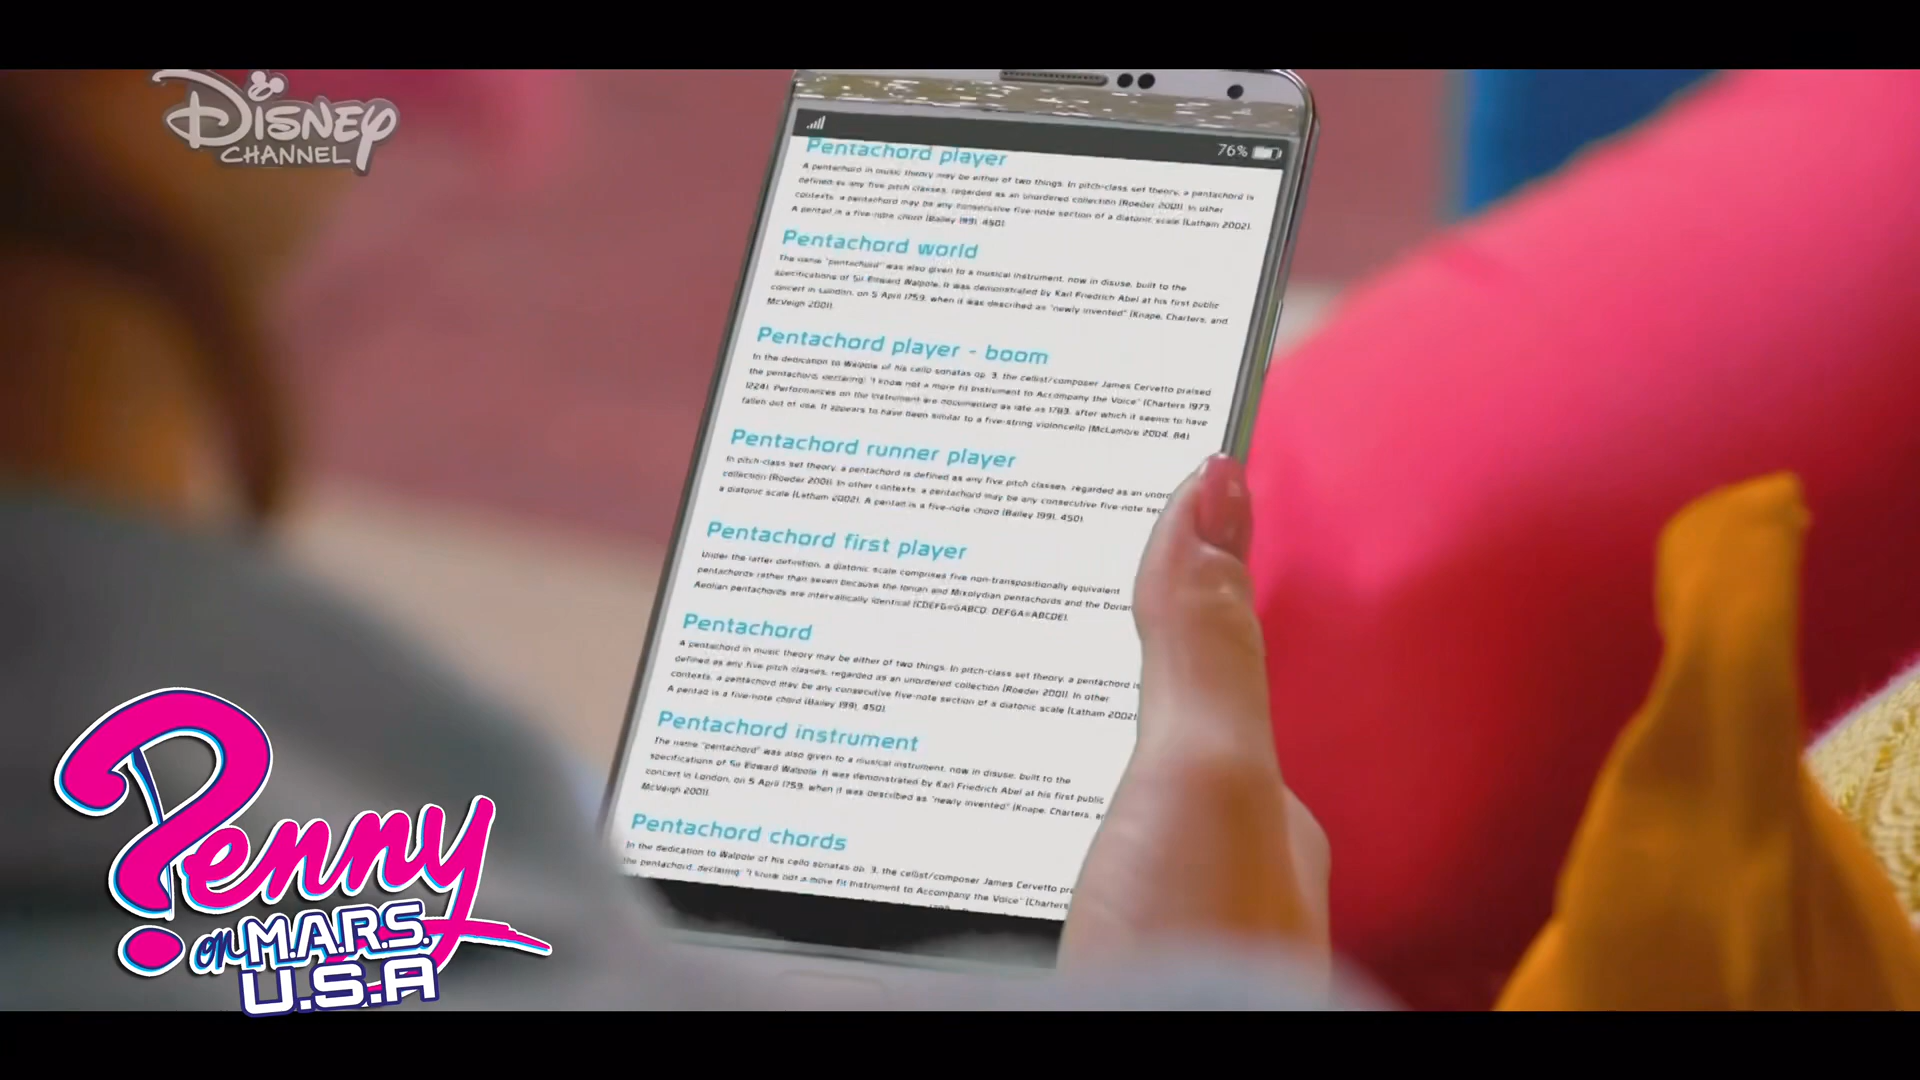 Disney
CHANNEL
76%
Pentachord player
A pentachord in music theory may be either of two things. In pitch-class set theory, a pentachord is
defined as any five pitch classes, regarded as an unordered collection (Roeder 2001). In other
contexts, a pentachord may be any consecutive five-note section of a diatonic scale (Latham 2002).
A pentad is a five-note chord (Bailey 1991, 450).
Pentachord world
The name "pentachord" was also given to a musical instrument, now in disuse, built to the
specifications of Sir Edward Walpole. It was demonstrated by Karl Friedrich Abel at his first public
concert in London, on 5 April 1759, when it was described as "newly invented" (Knape, Charters, and
McVeigh 2001).
Pentachord player - boom
In the dedication to Walpole of his cello sonatas op. 3, the cellist/composer James Cervetto praised
the pentachord, declaring: "I know not a more fit Instrument to Accompany the Voice" (Charters 1973,
1224). Performances on the instrument are documented as late as 1783, after which it seems to have
fallen out of use. It appears to have been similar to a five-string violoncello (McLamore 2004, 84).
Pentachord runner player
In pitch-class set theory, a pentachord is defined as any five pitch classes, regarded as an unor
collection (Roeder 2001). In other contexts, a pentachord may be any consecutive five-note sec
a diatonic scale (Latham 2002). A pentad is a five-note chord (Bailey 1991, 450).
Pentachord first player
Under the latter definition, a diatonic scale comprises five non-transpositionally equivalent
pentachords rather than seven because the Ionian and Mixolydian pentachords and the Dorian
Aeolian pentachords are intervallically identical (CDEFG=GABCD; DEFGA=ABCDE).
Pentachord
A pentachord in music theory may be either of two things. In pitch-class set theory, a pentachord is
defined as any five pitch classes, regarded as an unordered collection (Roeder 2001). In other
contexts, a pentachord may be any consecutive five-note section of a diatonic scale (Latham 2002).
A pentad is a five-note chord (Bailey 1991, 450).
Pentachord instrument
The name "pentachord" was also given to a musical instrument, now in disuse, built to the
specifications of Sir Edward Walpole. It was demonstrated by Karl Friedrich Abel at his first public
concert in London, on 5 April 1759, when it was described as "newly invented" (Knape, Charters, a
McVeigh 2001).
Pentachord chords
In the dedication to Walpole of his cello sonatas op. 3, the cellist/composer James Cervetto pr
the pentachord, declaring: "I know not a more fit Instrument to Accompany the Voice" (Charters
Penny
on M.A.R.S.
U.S.A